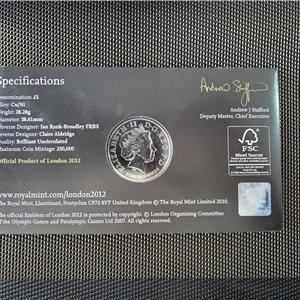 Specifications
Denomination: £5
Alloy: Cu/Ni
Weight: 28.28g
Diameter: 38.61mm
Obverse Designer: Ian Rank-Broadley FRBS
Reverse Designer: Claire Aldridge
Quality: Brilliant Uncirculated
Maximum Coin Mintage: 250,000
Official Product of London 2012
Andrew J Stafford
Deputy Master, Chief Executive
ELIZABETH II D G REG
FSC
Mixed Sources
www.royalmint.com/london2012
The Royal Mint, Llantrisant, Pontyclun CF72 8YT United Kingdom © The Royal Mint Limited 2010.
The official Emblem of London 2012 is protected by copyright. © London Organising Committee
of the Olympic Games and Paralympic Games Ltd 2007. All rights reserved.